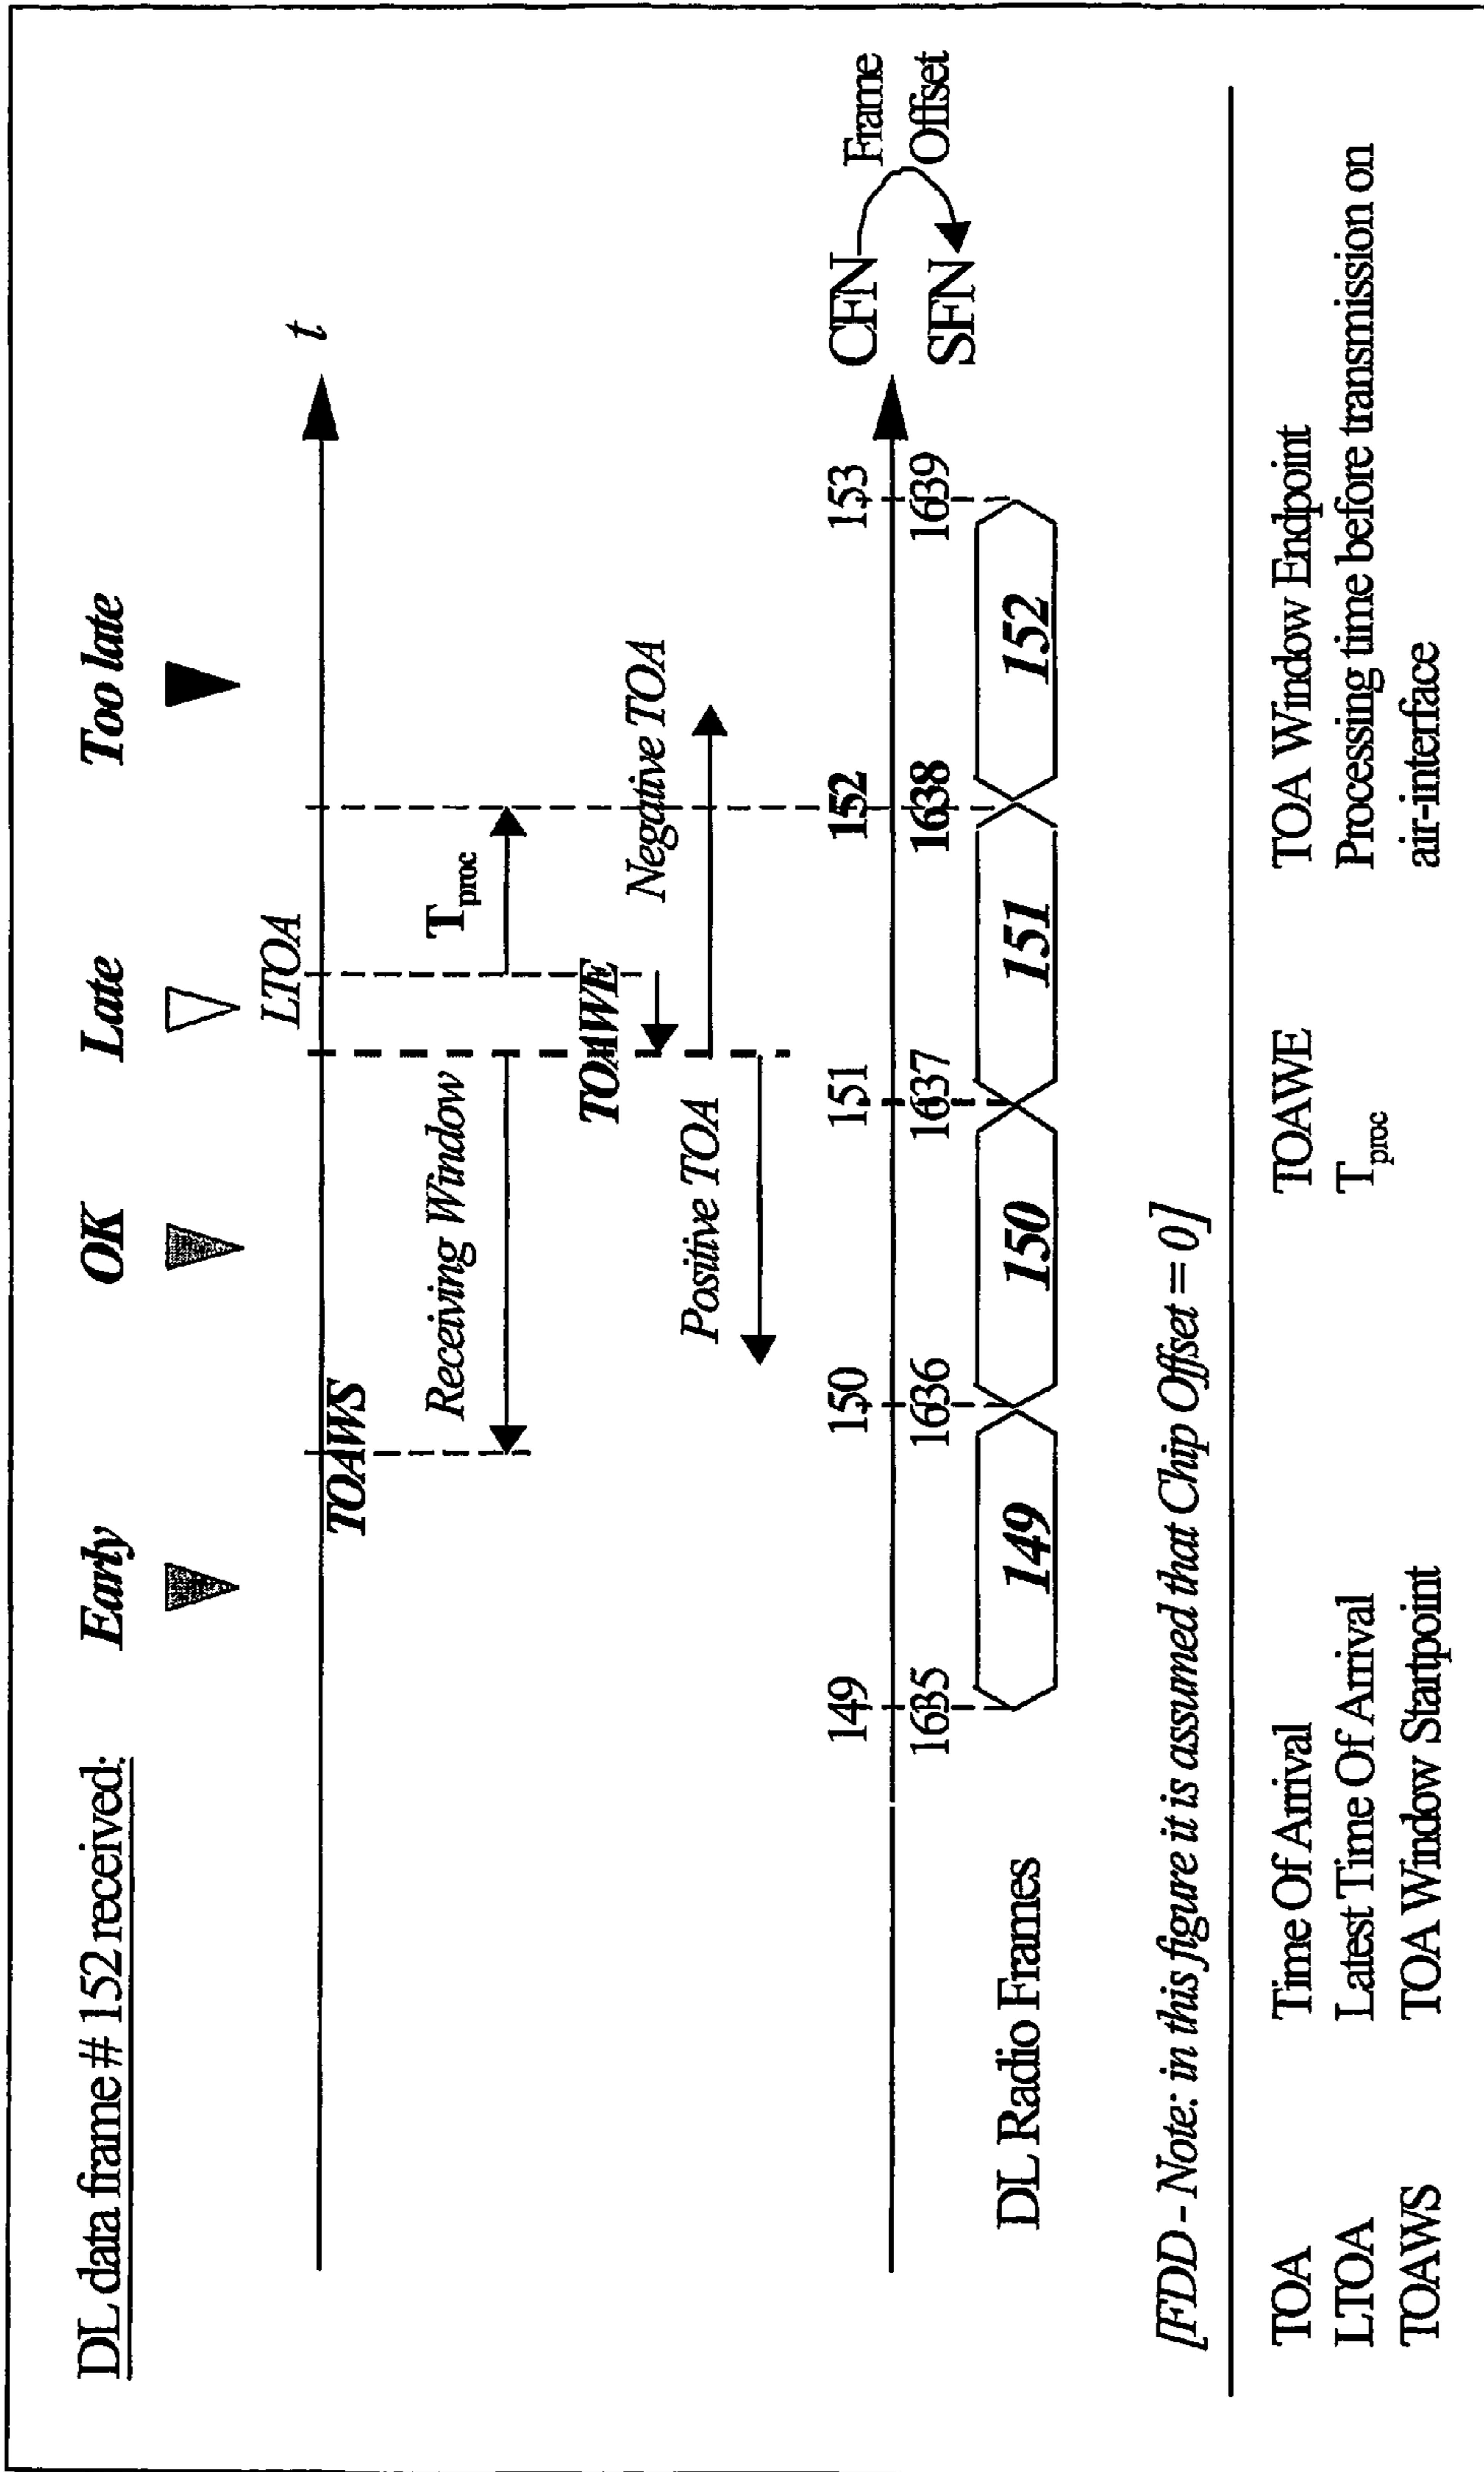 DL data frame # 152 received:
Early
OK
Late
Too late
LTOA
t
TOAWS
Receiving Window
Tproc
TOAWE
Negative TOA
Positive TOA
149 150 151 152 153 CFN
1635 1636 1637 1638 1639 SFN
Frame
Offset
DL Radio Frames
149 150 151 152
[FDD - Note: in this figure it is assumed that Chip Offset = 0]
TOA Time Of Arrival
LTOA Latest Time Of Arrival
TOAWS TOA Window Startpoint
TOAWE TOA Window Endpoint
Tproc Processing time before transmission on
air-interface